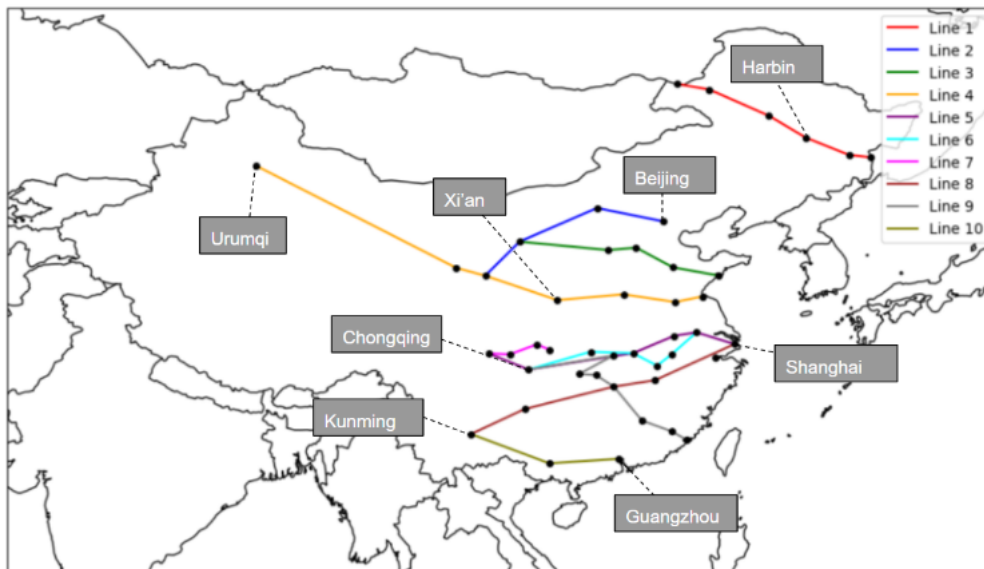 Line 1
Line 2
Line 3
Line 4
Line 5
Line 6
Line 7
Line 8
Line 9
Line 10
Harbin
Beijing
Xi'an
Urumqi
Chongqing
Shanghai
Kunming
Guangzhou